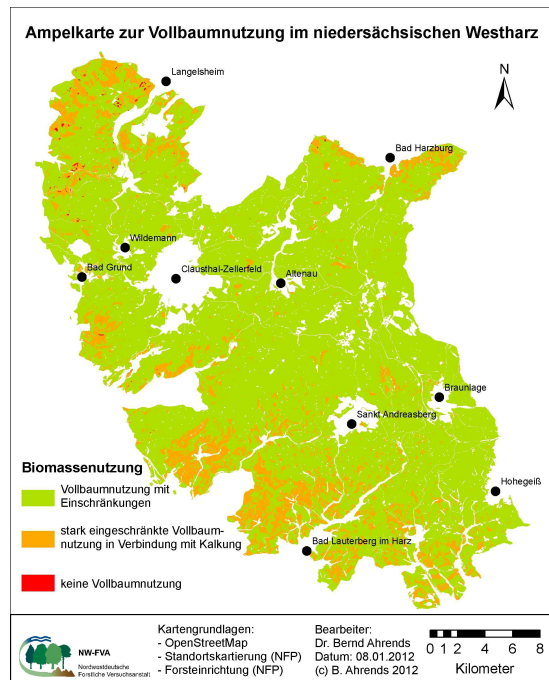 Ampelkarte zur Vollbaumnutzung im niedersächsischen Westharz
Langelsheim
N
Bad Harzburg
Wildemann
Bad Grund
Clausthal-Zellerfeld
Altenau
Braunlage
Sankt Andreasberg
Hohegeiß
Bad Lauterberg im Harz
Biomassenutzung
Vollbaumnutzung mit
Einschränkungen
stark eingeschränkte Vollbaum-
nutzung in Verbindung mit Kalkung
keine Vollbaumnutzung
NW-FVA
Nordwestdeutsche
Forstliche Versuchsanstalt
Kartengrundlagen:
- OpenStreetMap
- Standortskartierung (NFP)
- Forsteinrichtung (NFP)
Bearbeiter:
Dr. Bernd Ahrends
Datum: 08.01.2012
(c) B. Ahrends 2012
0 1 2 4 6 8
Kilometer